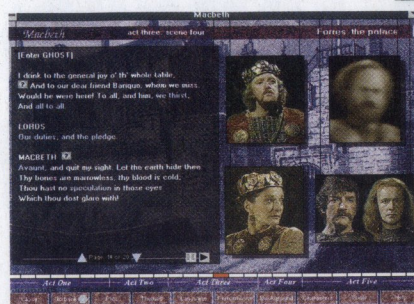 Macbeth
Macbeth
act three: scene four
Forres. the palace
[Enter GHOST]
I drink to the general joy o' th' whole table,
And to our dear friend Banquo, whom we miss.
Would he were here! To all, and him, we thirst,
And all to all.
LORDS
Our duties, and the pledge.
MACBETH
Avaunt, and quit my sight. Let the earth hide thee
Thy bones are marrowless, thy blood is cold;
Thou hast no speculation in those eyes
Which thou dost glare with!
Page of
Act One
Act Two
Act Three
Act Four
Act Five